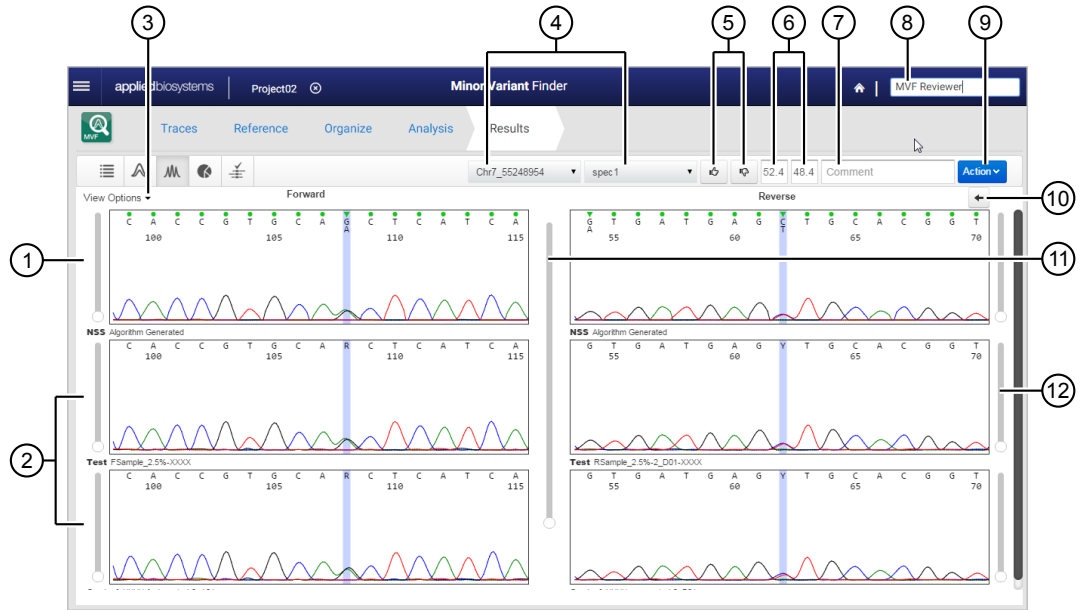 3 4 5 6 7 8 9
appliedbiosystems Project02 Minor Variant Finder MVF Reviewer
MVF Traces Reference Organize Analysis Results
Chr7_55248954 spec1 52.4 48.4 Comment Action
View Options Forward Reverse
10
C A C C G T G C A G C T C A T C A
A
100 105 110 115
G T G A T G A G C T G C A C G G T
A T
55 60 65 70
1
11
NSS Algorithm Generated NSS Algorithm Generated
C A C C G T G C A R C T C A T C A
100 105 110 115
G T G A T G A G Y T G C A C G G T
55 60 65 70
12
2
Test FSample_2.5%-XXXX Test RSample_2.5%-2_D01-XXXX
C A C C G T G C A R C T C A T C A
100 105 110 115
G T G A T G A G Y T G C A C G G T
55 60 65 70